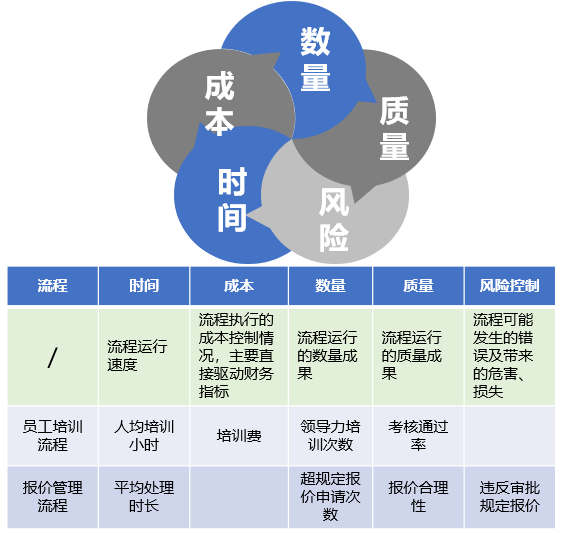 数
量
成
本
质
量
时
间
风
险
流程 时间 成本 数量 质量 风险控制
/
流程运行
速度
流程执行的
成本控制情
况，主要直
接驱动财务
指标
流程运行
的数量成
果
流程运行
的质量成
果
流程可能
发生的错
误及带来
的危害、
损失
员工培训
流程
人均培训
小时
培训费
领导力培
训次数
考核通过
率
报价管理
流程
平均处理
时长
超规定报
价申请次
数
报价合理
性
违反审批
规定报价